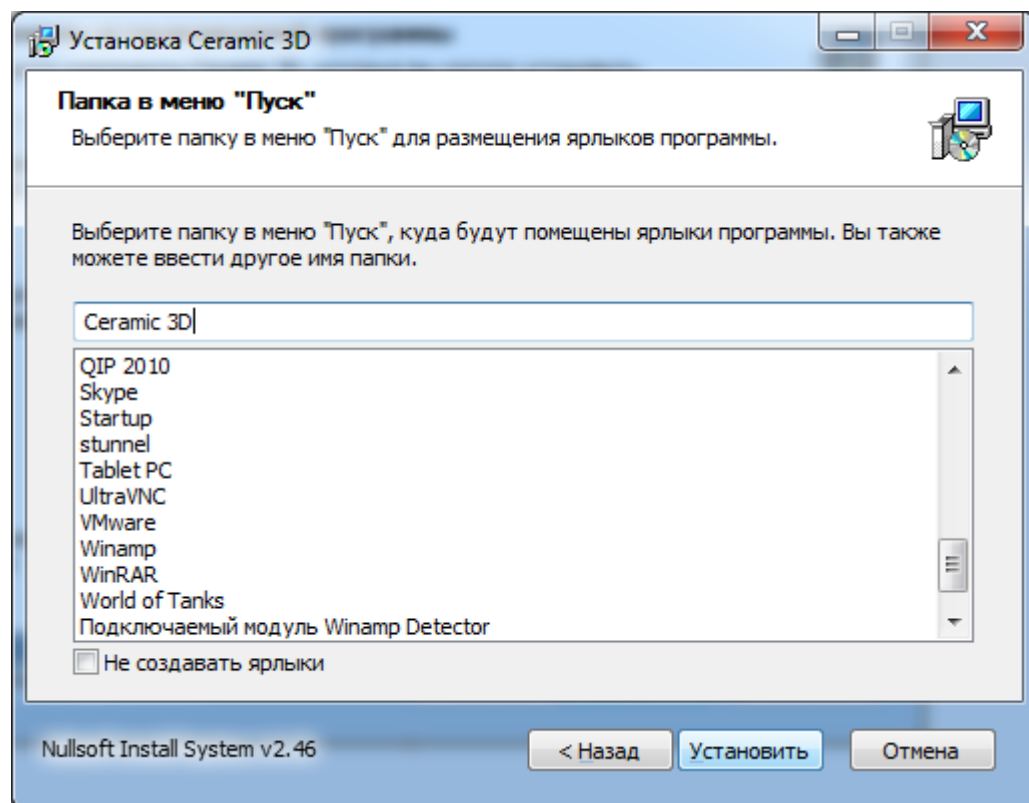 Установка Ceramic 3D
Папка в меню "Пуск"
Выберите папку в меню "Пуск" для размещения ярлыков программы.
Выберите папку в меню "Пуск", куда будут помещены ярлыки программы. Вы также
можете ввести другое имя папки.
Ceramic 3D
QIP 2010
Skype
Startup
stunnel
Tablet PC
UltraVNC
VMware
Winamp
WinRAR
World of Tanks
Подключаемый модуль Winamp Detector
Не создавать ярлыки
Nullsoft Install System v2.46
< Назад
Установить
Отмена